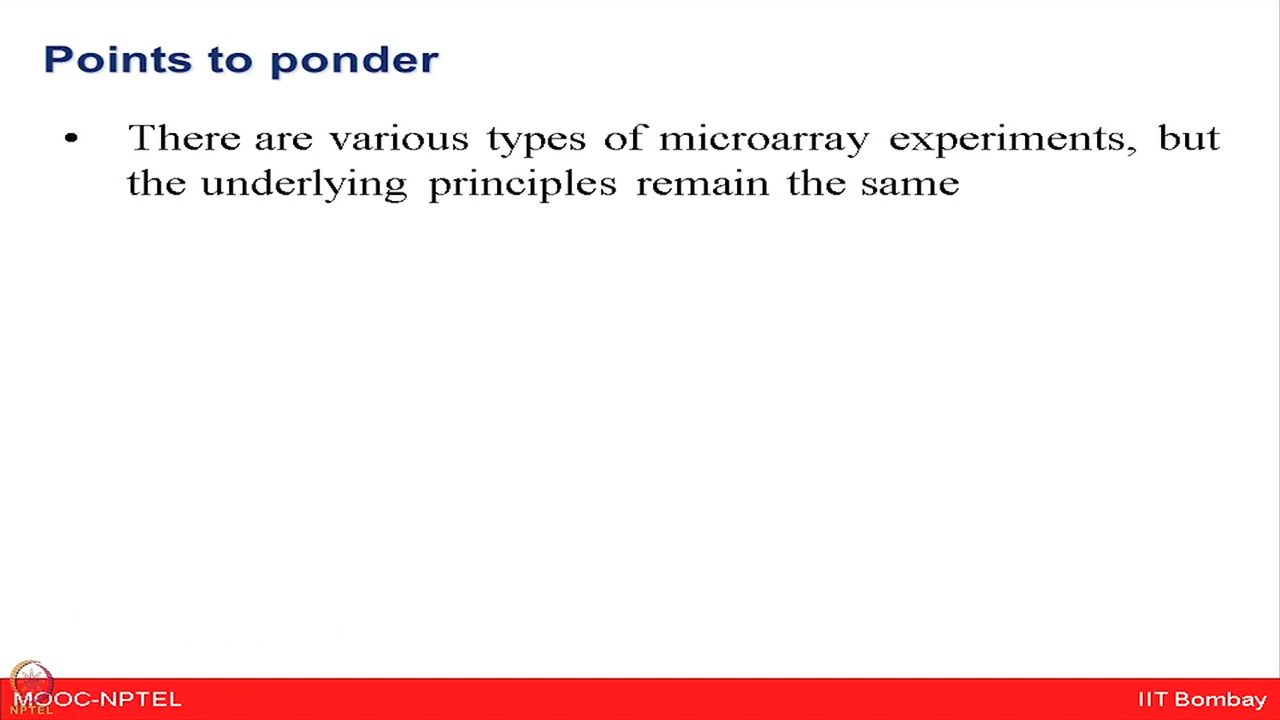 Points to ponder
• There are various types of microarray experiments, but
the underlying principles remain the same
MOOC-NPTEL
NPTEL
IIT Bombay